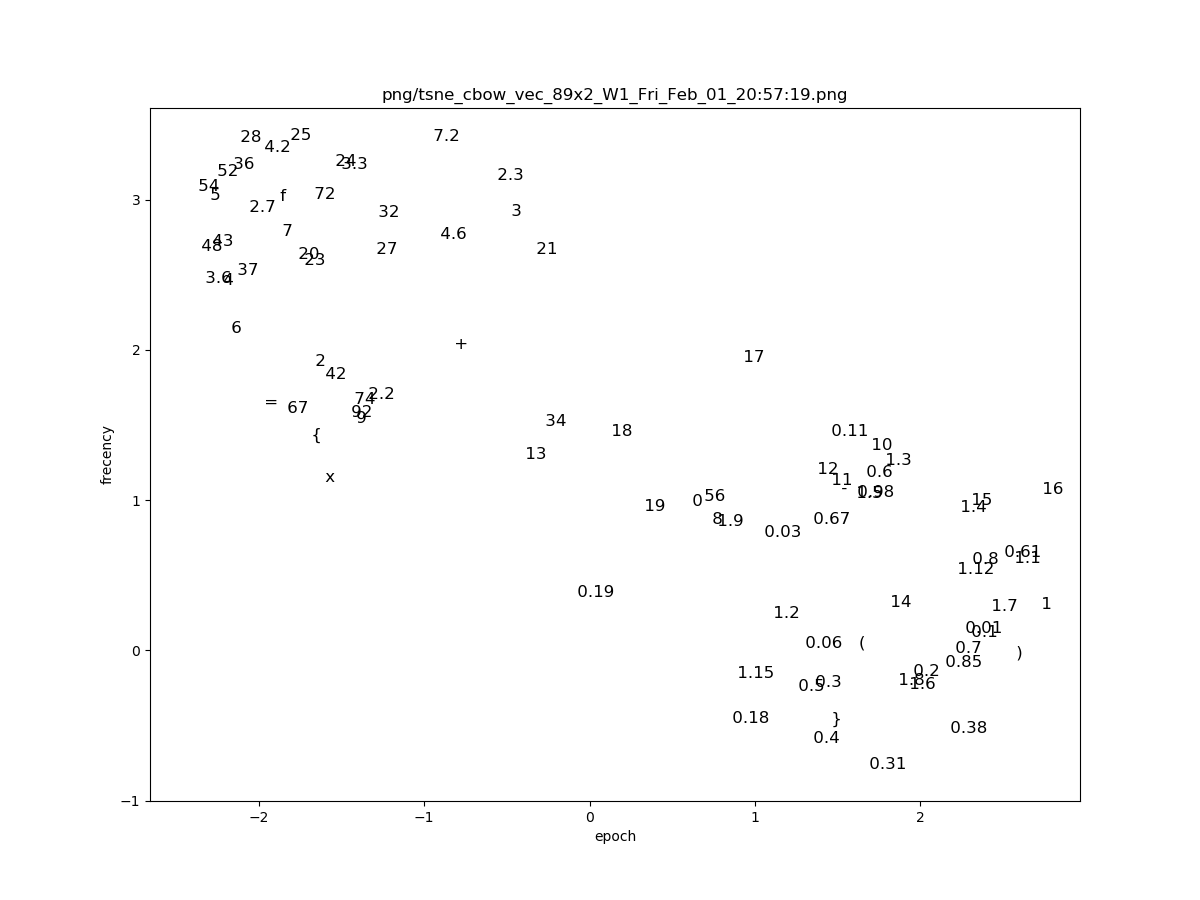 png/tsne_cbow_vec_89x2_W1_Fri_Feb_01_20:57:19.png
28 4.2 25 7.2
52 36 24 3.3 2.3
54 5 f 72
2.7 32 3
48 43 7 4.6
20 23 27 21
3.6 4 37
6
+
2 42 17
= 67 74 2.2
92 9
{ 34 18 0.11
x 13 10 1.3
12 11 0.6
- 1.5 0.98 16
19 0 56 15 1.4
8 1.9 0.03 0.67
0.8 0.61 1.1
1.12
0.19 1.2 14 1.7 1
0.01 0.1
0.06 ( 0.7 )
0.85
1.15 0.5 0.3 1.8 0.2 1.6
0.18 } 0.38
0.4
0.31
3
2
1
0
−1
frecency
−2 −1 0 1 2
epoch